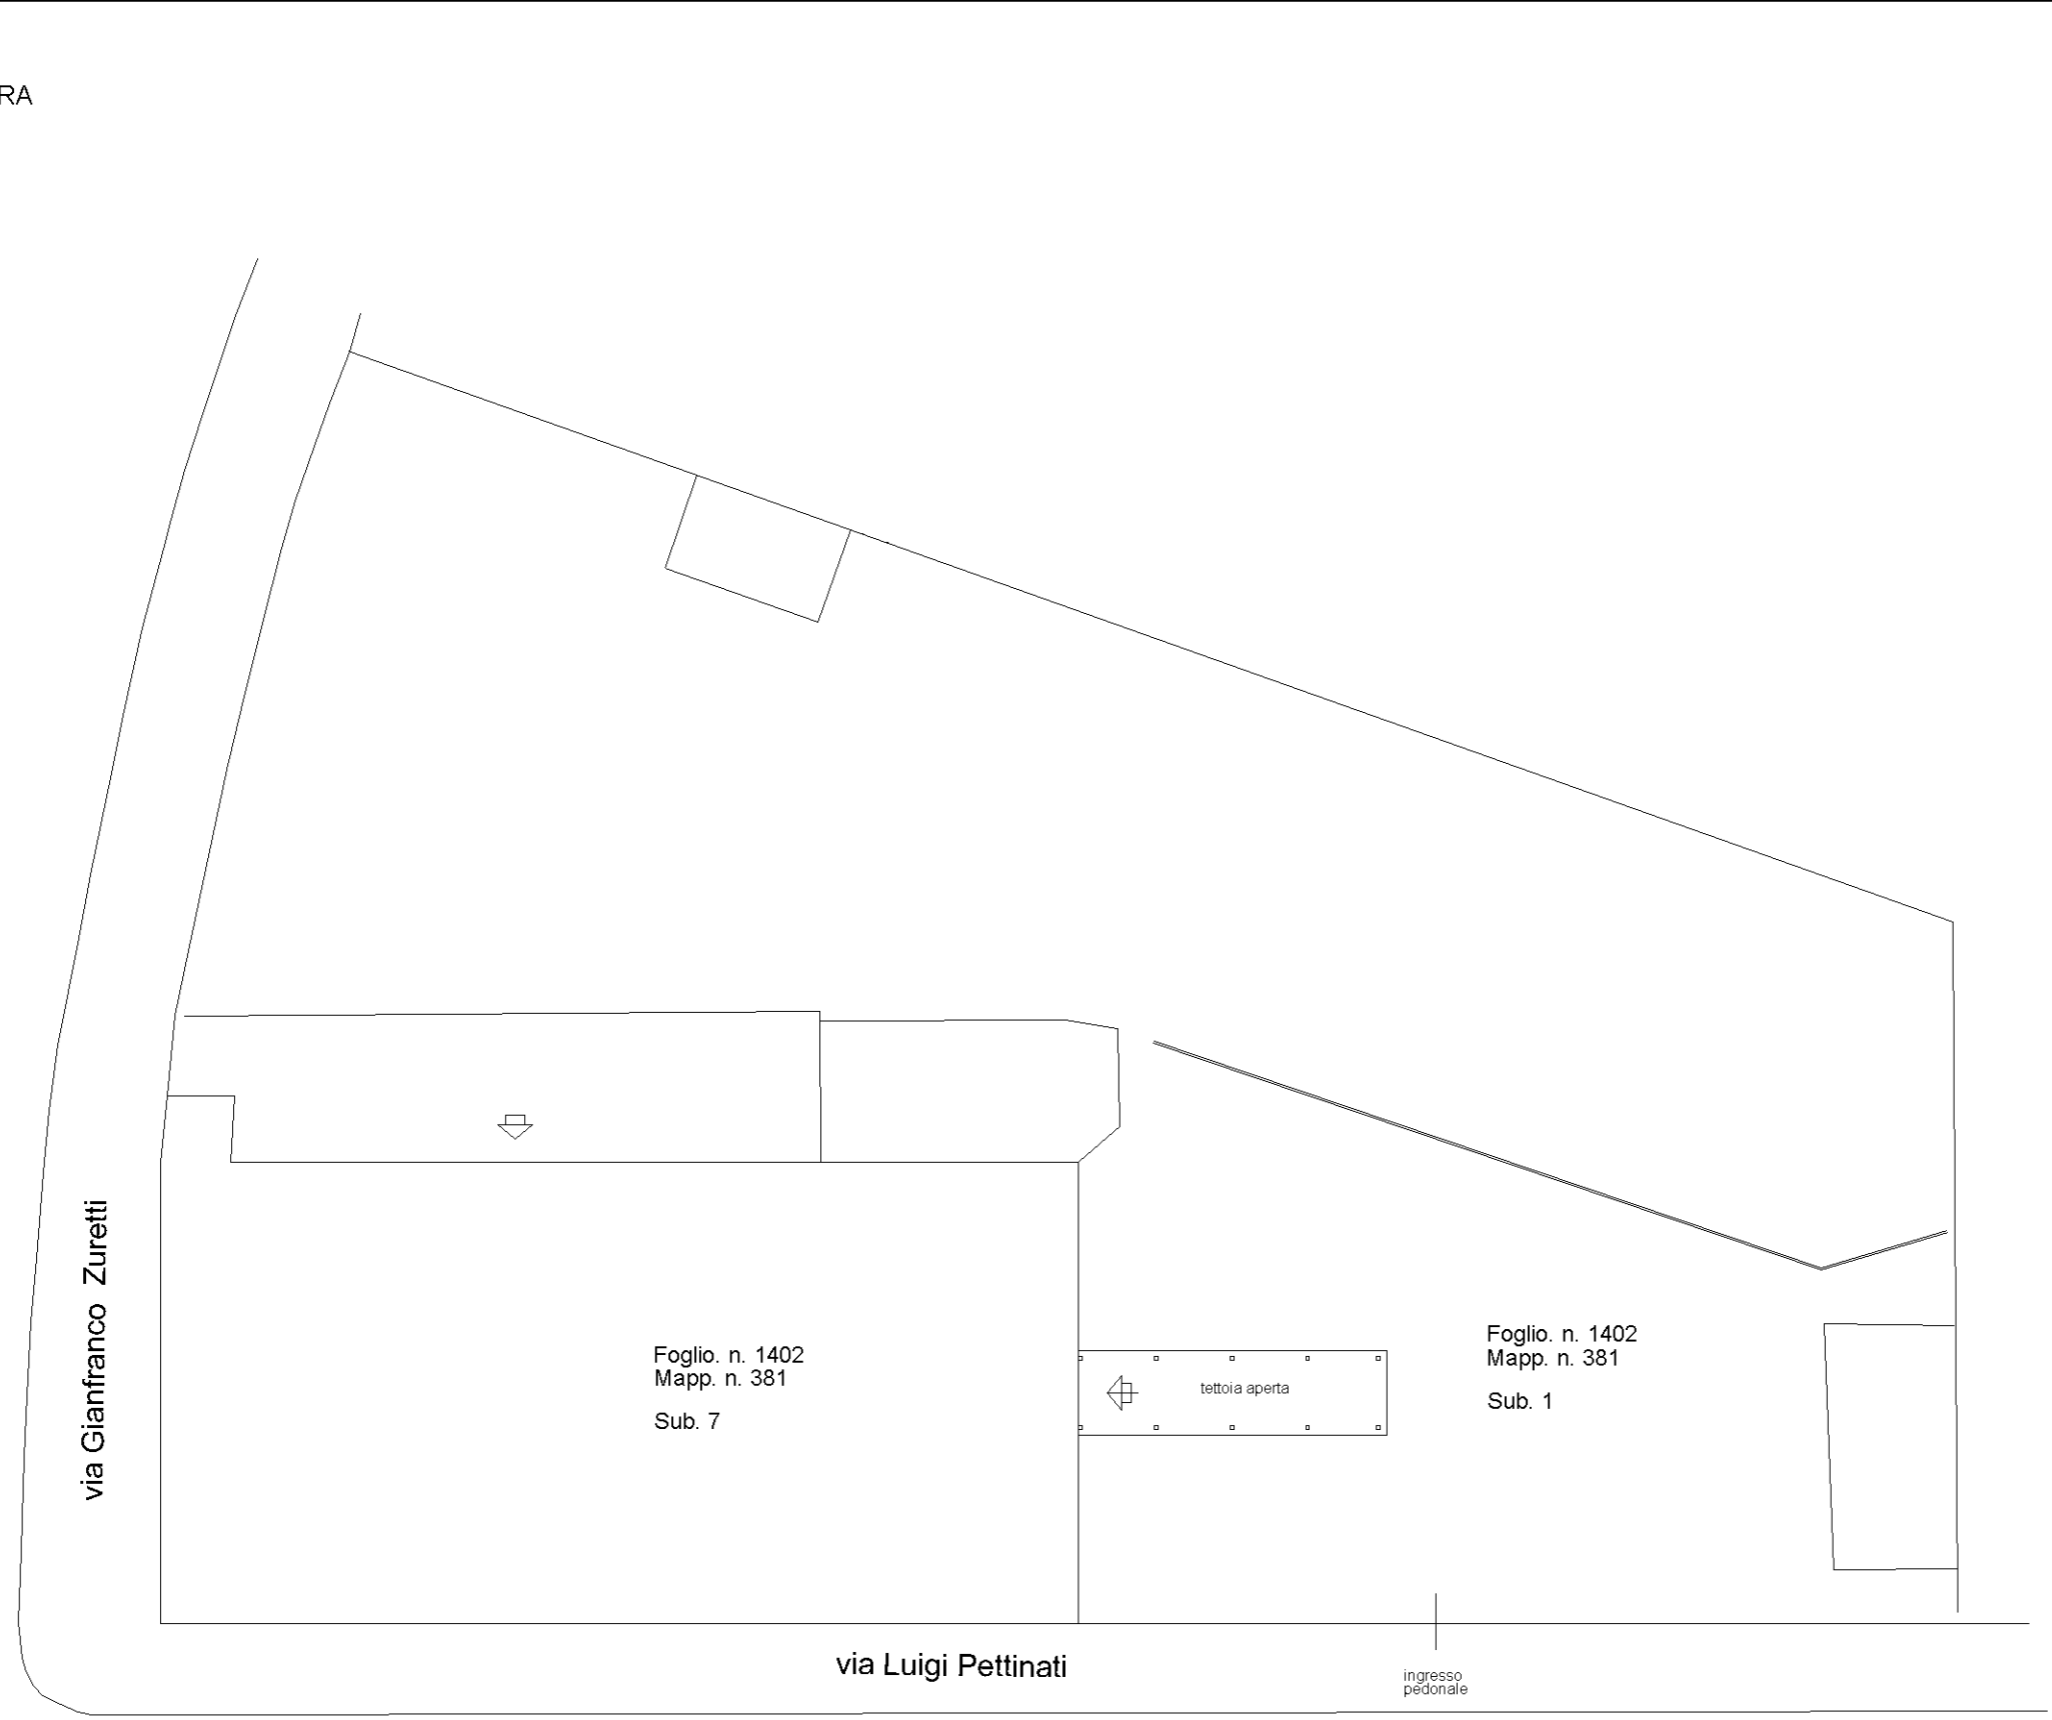 RA
via Gianfranco Zuretti
Foglio. n. 1402
Mapp. n. 381
Sub. 7
tettoia aperta
Foglio. n. 1402
Mapp. n. 381
Sub. 1
via Luigi Pettinati
ingresso
pedonale